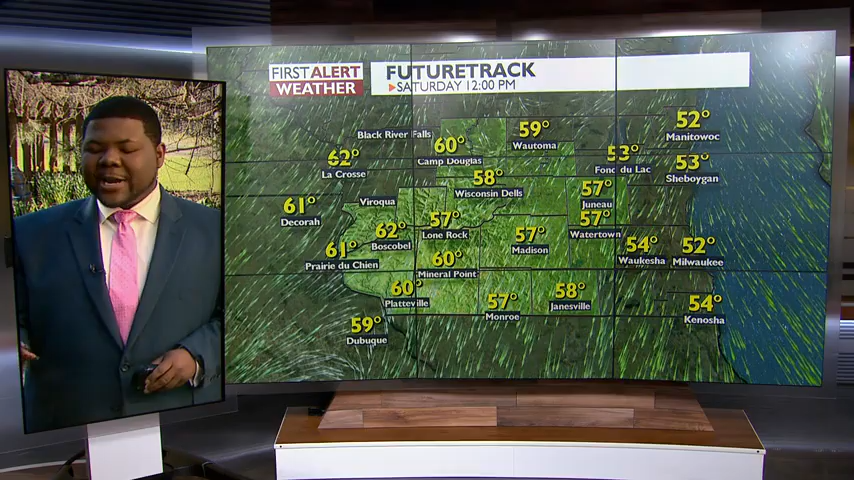 FIRST ALERT
WEATHER
FUTURETRACK
SATURDAY 12:00 PM
Black River Falls
60°
Camp Douglas
59°
Wautoma
52°
Manitowoc
62°
La Crosse
53°
Fond du Lac
53°
Sheboygan
58°
Wisconsin Dells
57°
Juneau
61°
Decorah
Viroqua
62°
Boscobel
57°
Lone Rock
57°
Madison
57°
Watertown
54°
Waukesha
52°
Milwaukee
61°
Prairie du Chien
60°
Mineral Point
60°
Platteville
57°
Monroe
58°
Janesville
54°
Kenosha
59°
Dubuque